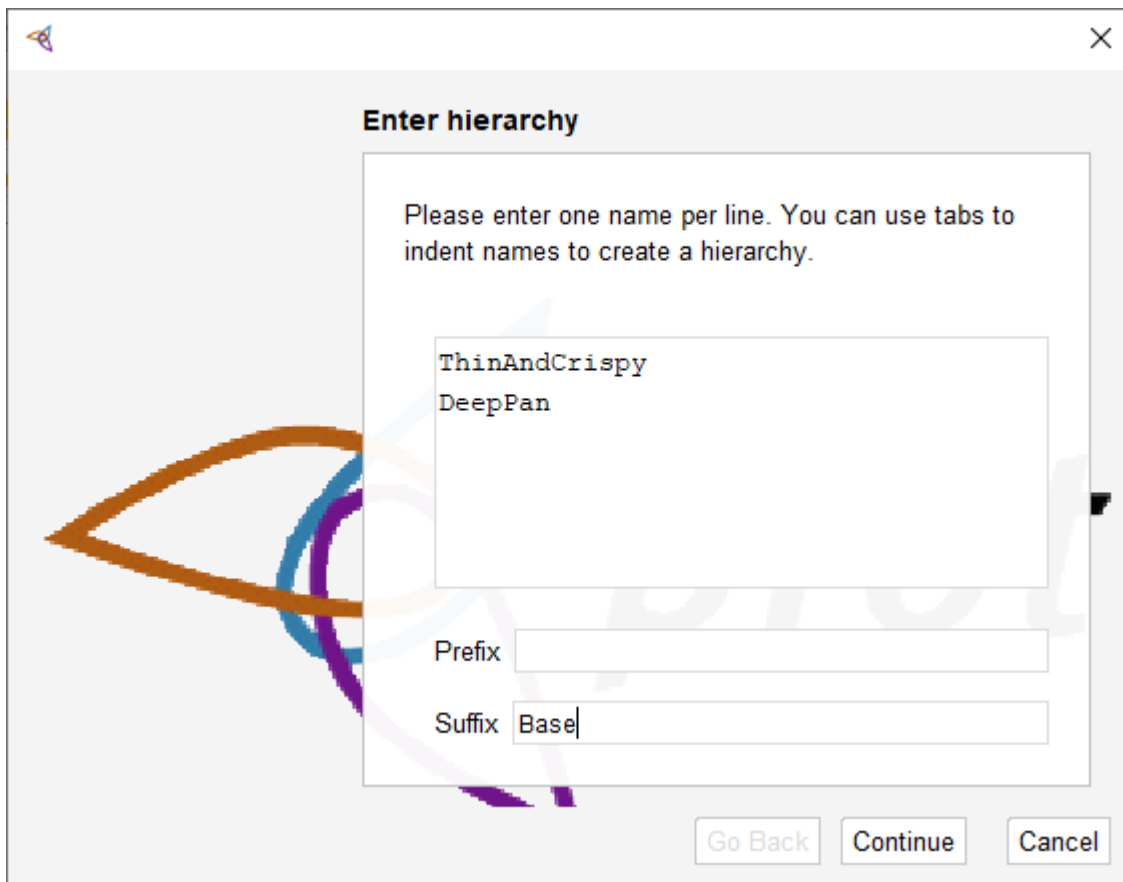 Enter hierarchy
Please enter one name per line. You can use tabs to
indent names to create a hierarchy.
ThinAndCrispy
DeepPan
Prefix
Suffix Base
Go Back Continue Cancel